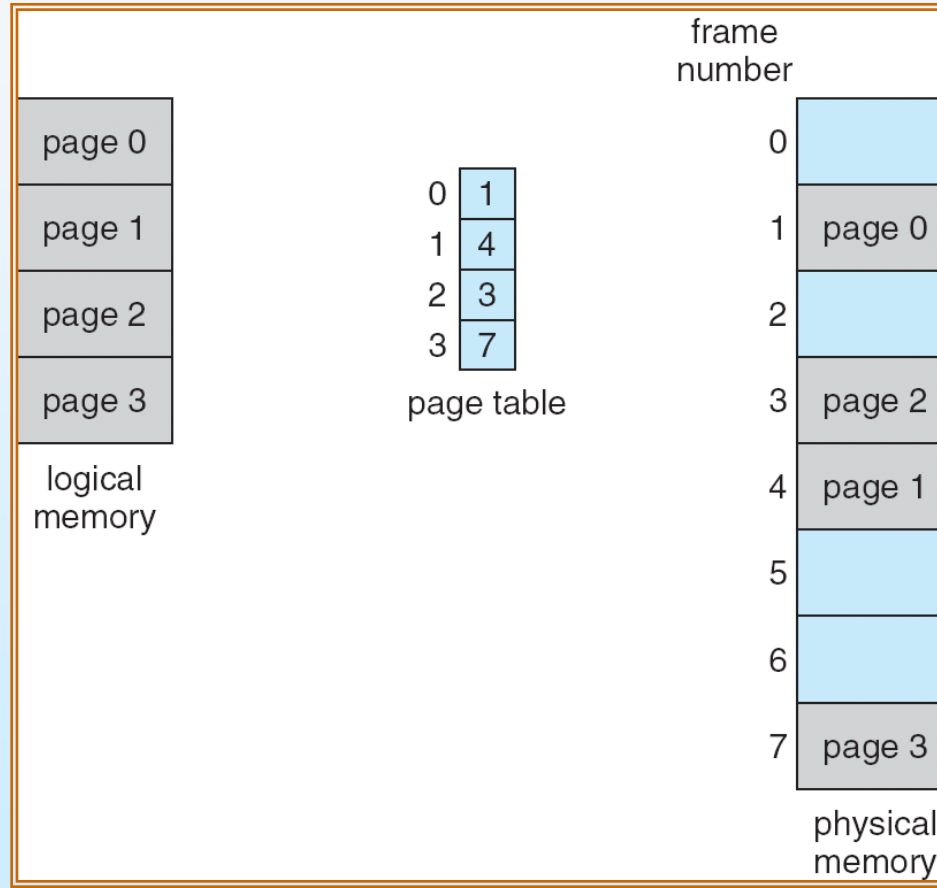 frame
number
page 0
page 1
page 2
page 3
logical
memory
0 1
1 4
2 3
3 7
page table
0
1 page 0
2
3 page 2
4 page 1
5
6
7 page 3
physical
memory